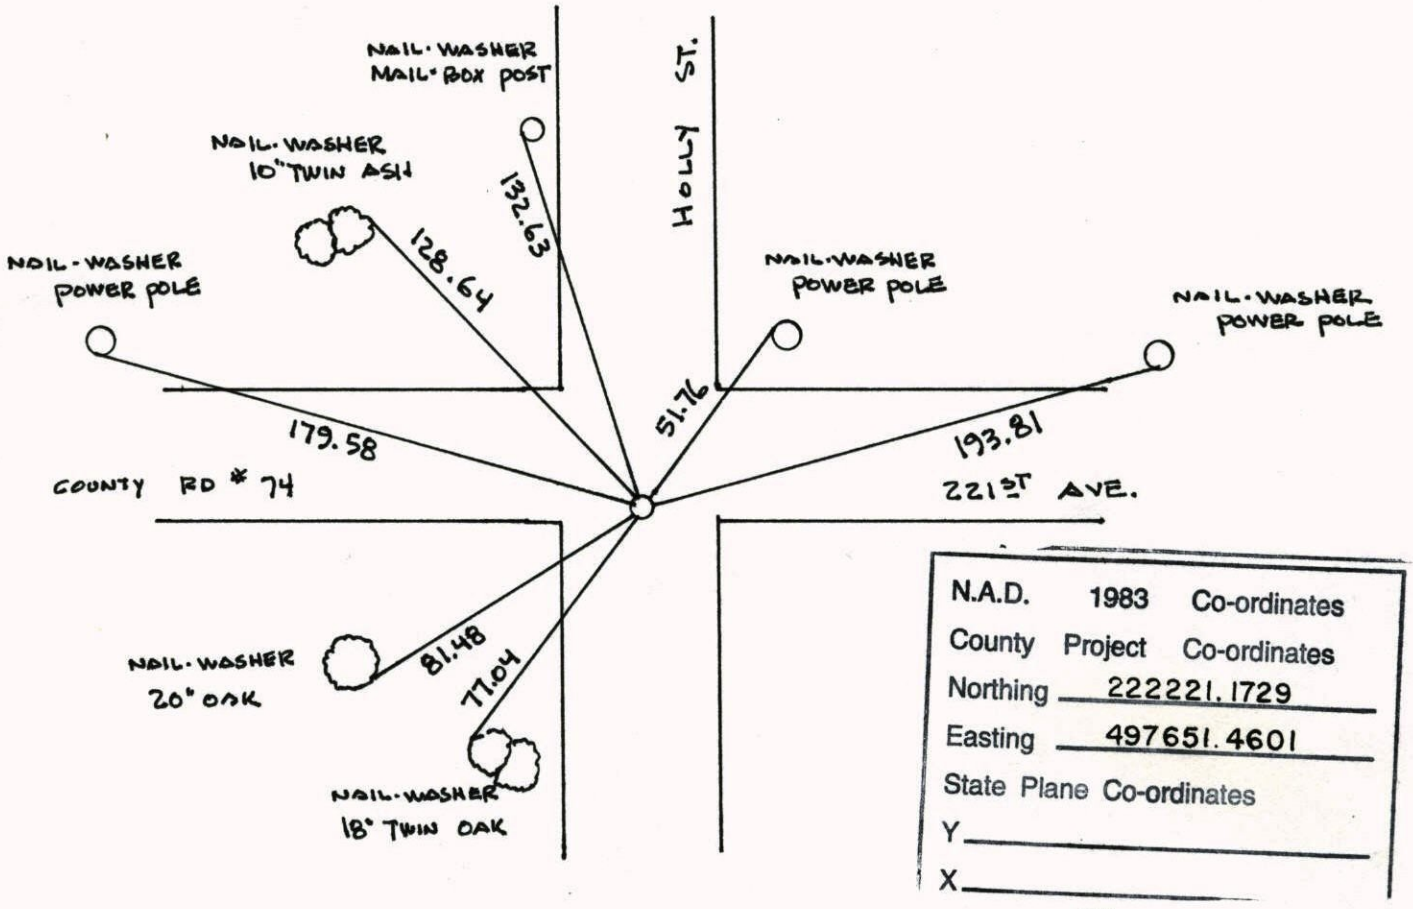 NAIL-WASHER
MAIL-BOX POST
NAIL-WASHER
10" TWIN ASH
HOLLY ST.
132.63
128.64
NAIL-WASHER
POWER POLE
NAIL-WASHER
POWER POLE
NAIL-WASHER
POWER POLE
51.76
179.58
193.81
COUNTY RD # 74
221ST AVE.
N.A.D. 1983 Co-ordinates
County Project Co-ordinates
Northing 222221.1729
Easting 497651.4601
State Plane Co-ordinates
Y
X
81.48
77.04
NAIL-WASHER
20" OAK
NAIL-WASHER
18" TWIN OAK